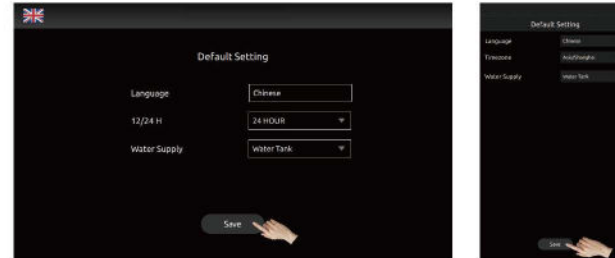 Default Setting
Language Chinese
12/24 H 24 HOUR
Water Supply Water Tank
Save
Default Setting
Language Chinese
Timezone Asia/Shanghai
Water Supply Water Tank
Save